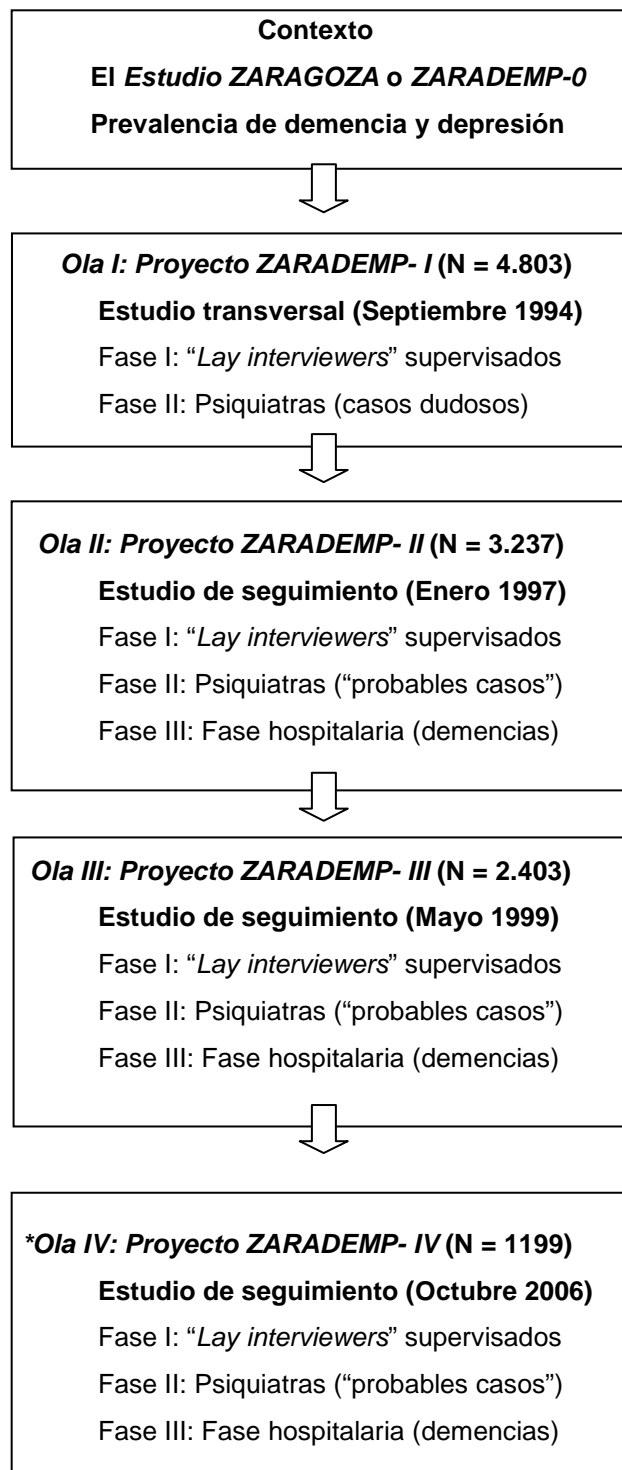 Contexto
El Estudio ZARAGOZA o ZARADEMP-0
Prevalencia de demencia y depresión
Ola I: Proyecto ZARADEMP- I (N = 4.803)
Estudio transversal (Septiembre 1994)
Fase I: “Lay interviewers” supervisados
Fase II: Psiquiatras (casos dudosos)
Ola II: Proyecto ZARADEMP- II (N = 3.237)
Estudio de seguimiento (Enero 1997)
Fase I: “Lay interviewers” supervisados
Fase II: Psiquiatras (“probables casos”)
Fase III: Fase hospitalaria (demencias)
Ola III: Proyecto ZARADEMP- III (N = 2.403)
Estudio de seguimiento (Mayo 1999)
Fase I: “Lay interviewers” supervisados
Fase II: Psiquiatras (“probables casos”)
Fase III: Fase hospitalaria (demencias)
*Ola IV: Proyecto ZARADEMP- IV (N = 1199)
Estudio de seguimiento (Octubre 2006)
Fase I: “Lay interviewers” supervisados
Fase II: Psiquiatras (“probables casos”)
Fase III: Fase hospitalaria (demencias)